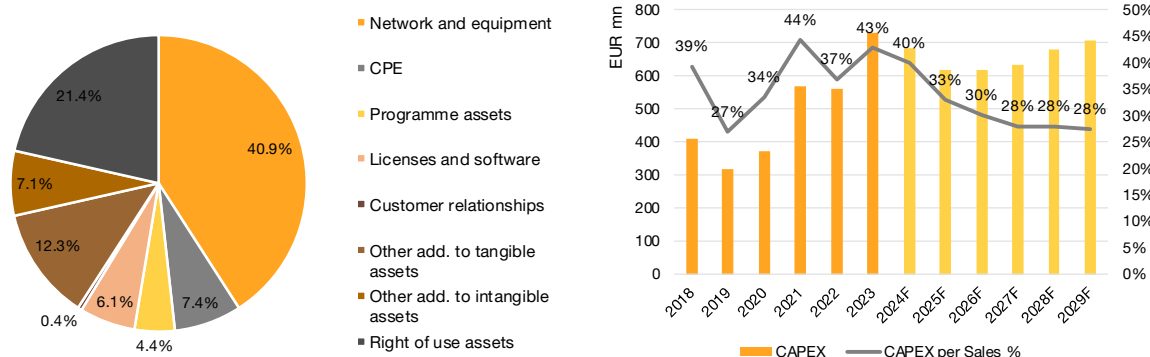 Network and equipment
CPE
Programme assets
Licenses and software
Customer relationships
Other add. to tangible
assets
Other add. to intangible
assets
Right of use assets
40.9%
7.4%
4.4%
6.1%
0.4%
12.3%
7.1%
21.4%
EUR mn
800
700
600
500
400
300
200
100
0
50%
45%
40%
35%
30%
25%
20%
15%
10%
5%
0%
39%
27%
34%
44%
37%
43%
40%
33%
30%
28%
28%
28%
2018
2019
2020
2021
2022
2023
2024F
2025F
2026F
2027F
2028F
2029F
CAPEX
CAPEX per Sales %